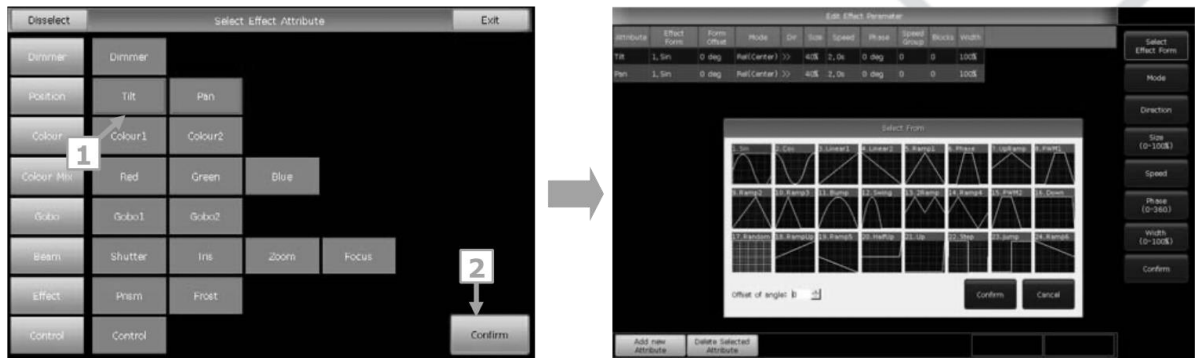 Disselect Select Effect Attribute Exit
Dimmer Dimmer
Position Tilt Pan
Colour Colour1 Colour2
1
Colour Mix Red Green Blue
Gobo Gobo1 Gobo2
Beam Shutter Iris Zoom Focus
2
Effect Prism Frost
Control Control Confirm
Edit Effect Parameter
Attribute Effect Form Form Offset Mode Dir Size Speed Phase Speed Group Blocks Width
Tilt 1.Sin 0 deg Rel(Center) >> 40% 2.0s 0 deg 0 0 100%
Pan 1.Sin 0 deg Rel(Center) >> 40% 2.0s 0 deg 0 0 100%
Select From
1.Sin 2.Cos 3.Linear1 4.Linear2 5.Ramp1 6.Phase 7.UpRamp 8.PWM1
9.Ramp2 10.Ramp3 11.Bump 12.Swing 13.2Ramp 14.Ramp4 15.PWM2 16.Down
17.Random 18.RampUp 19.Ramp5 20.HalfUp 21.Up 22.Step 23.jump 24.Ramp6
Offset of angle: 0 Confirm Cancel
Select
Effect Form
Mode
Direction
Size
(0~100%)
Speed
Phase
(0~360)
Width
(0~100%)
Confirm
Add new
Attribute
Delete Selected
Attribute